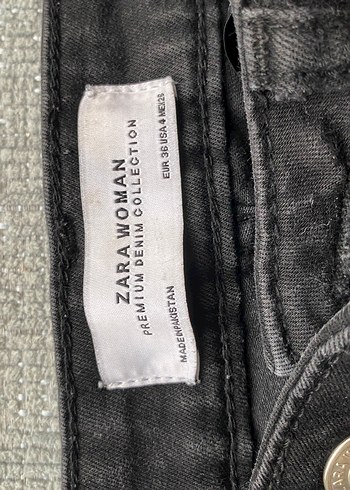 ZARA WOMAN
PREMIUM DENIM COLLECTION
EUR 36 USA 4 MEX 26
MADE IN PAKISTAN